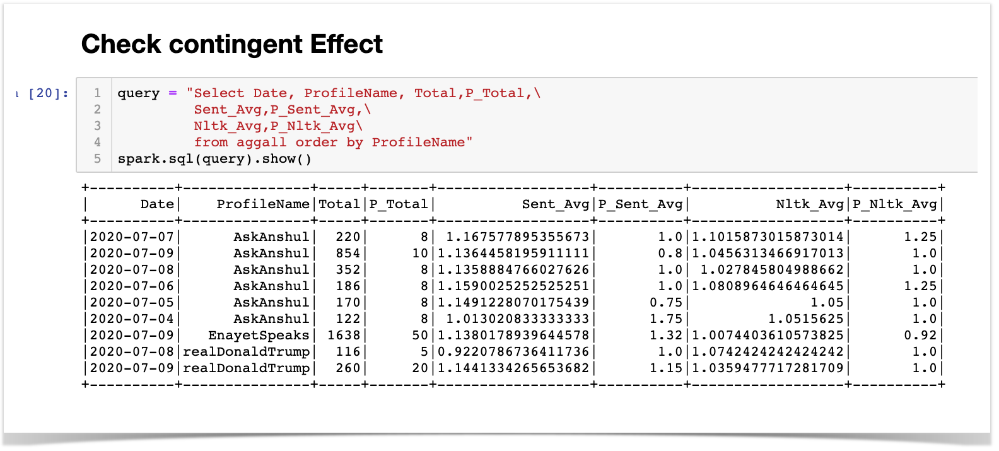 Check contingent Effect
[20]:
1 query = "Select Date, ProfileName, Total,P_Total,\
2 Sent_Avg,P_Sent_Avg,\
3 Nltk_Avg,P_Nltk_Avg\
4 from aggall order by ProfileName"
5 spark.sql(query).show()
+----------+---------------+-----+-------+------------------+----------+------------------+----------+
|      Date|    ProfileName|Total|P_Total|          Sent_Avg|P_Sent_Avg|          Nltk_Avg|P_Nltk_Avg|
+----------+---------------+-----+-------+------------------+----------+------------------+----------+
|2020-07-07|      AskAnshul|  220|      8| 1.167577895355673|       1.0|1.1015873015873014|      1.25|
|2020-07-09|      AskAnshul|  854|     10|1.1364458195911111|       0.8|1.0456313466917013|       1.0|
|2020-07-08|      AskAnshul|  352|      8|1.1358884766027626|       1.0| 1.027845804988662|       1.0|
|2020-07-06|      AskAnshul|  186|      8|1.1590025252525251|       1.0|1.0808964646464645|      1.25|
|2020-07-05|      AskAnshul|  170|      8|1.1491228070175439|      0.75|              1.05|       1.0|
|2020-07-04|      AskAnshul|  122|      8| 1.013020833333333|      1.75|         1.0515625|       1.0|
|2020-07-09|   EnayetSpeaks| 1638|     50|1.1380178939644578|      1.32|1.0074403610573825|      0.92|
|2020-07-08|realDonaldTrump|  116|      5|0.9220786736411736|       1.0|1.0742424242424242|       1.0|
|2020-07-09|realDonaldTrump|  260|     20|1.1441334265653682|      1.15|1.0359477717281709|       1.0|
+----------+---------------+-----+-------+------------------+----------+------------------+----------+